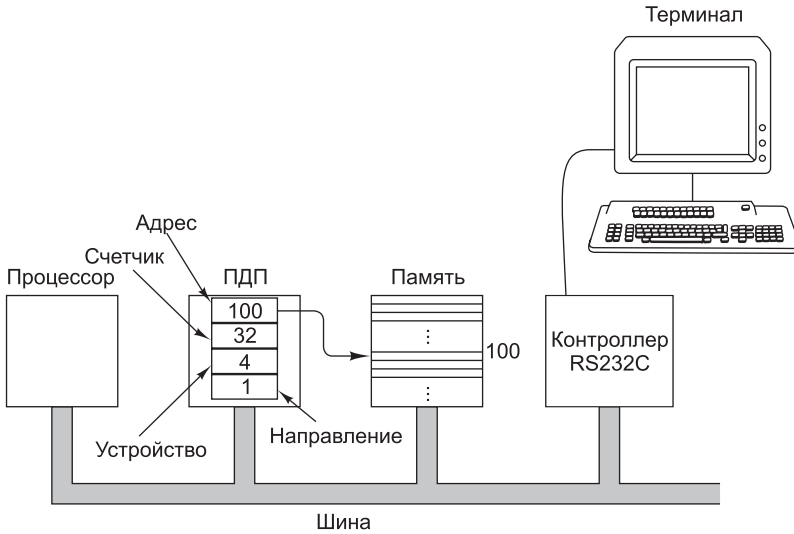 Терминал
Адрес
Счетчик
Процессор
ПДП
Память
100
32
4
1
100
Контроллер
RS232C
Устройство
Направление
Шина